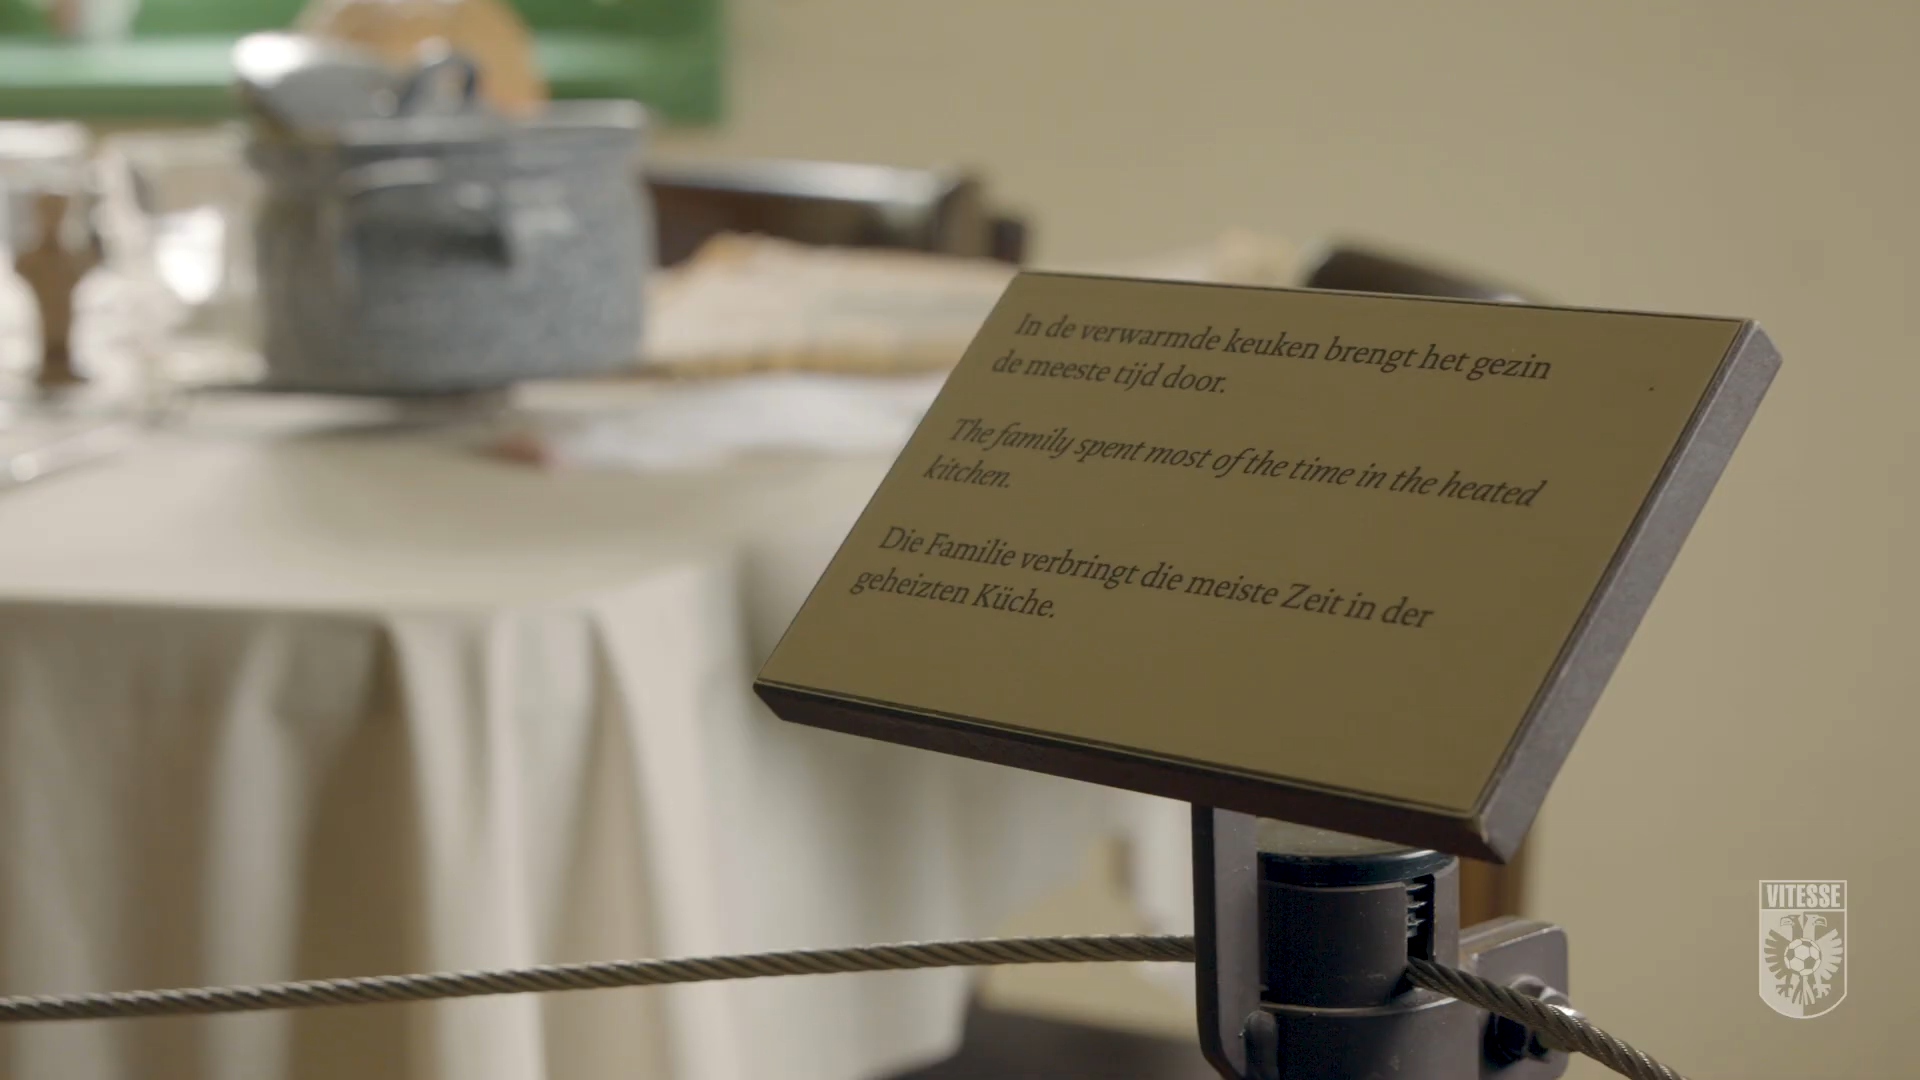 In de verwarmde keuken brengt het gezin
de meeste tijd door.
The family spent most of the time in the heated
kitchen.
Die Familie verbringt die meiste Zeit in der
geheizten Küche.
VITESSE